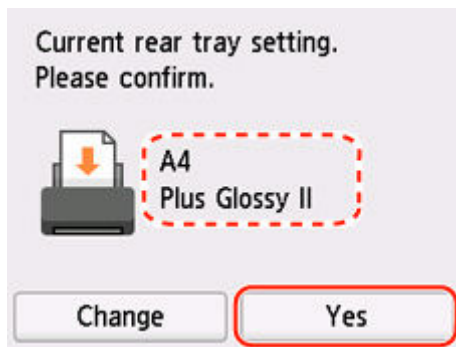 Current rear tray setting.
Please confirm.
A4
Plus Glossy II
Change
Yes